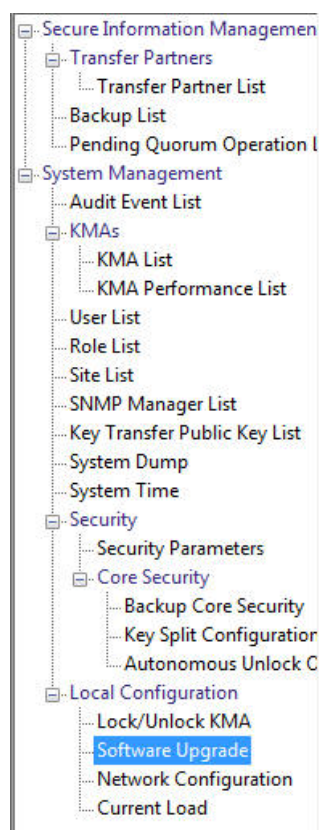 Secure Information Managemen
Transfer Partners
Transfer Partner List
Backup List
Pending Quorum Operation
System Management
Audit Event List
KMAs
KMA List
KMA Performance List
User List
Role List
Site List
SNMP Manager List
Key Transfer Public Key List
System Dump
System Time
Security
Security Parameters
Core Security
Backup Core Security
Key Split Configuration
Autonomous Unlock
Local Configuration
Lock/Unlock KMA
Software Upgrade
Network Configuration
Current Load